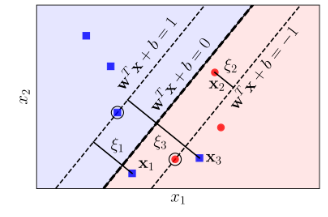 w^T x + b = 1
w^T x + b = 0
w^T x + b = −1
ξ₂
x₂
ξ₁
ξ₃
x₁
x₃
x₂
x₁